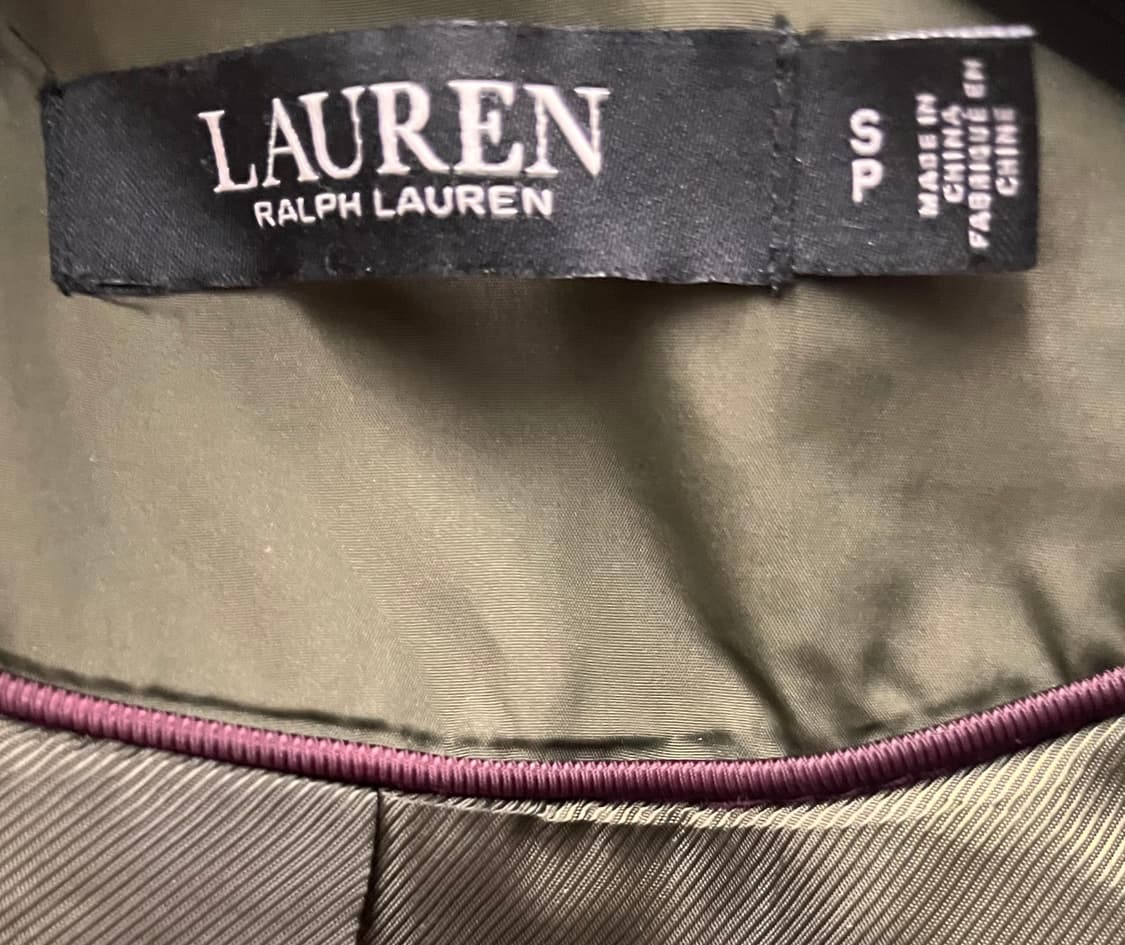 LAUREN
RALPH LAUREN
S
P
MADE IN
CHINA
FABRIQUÉ EN
CHINE